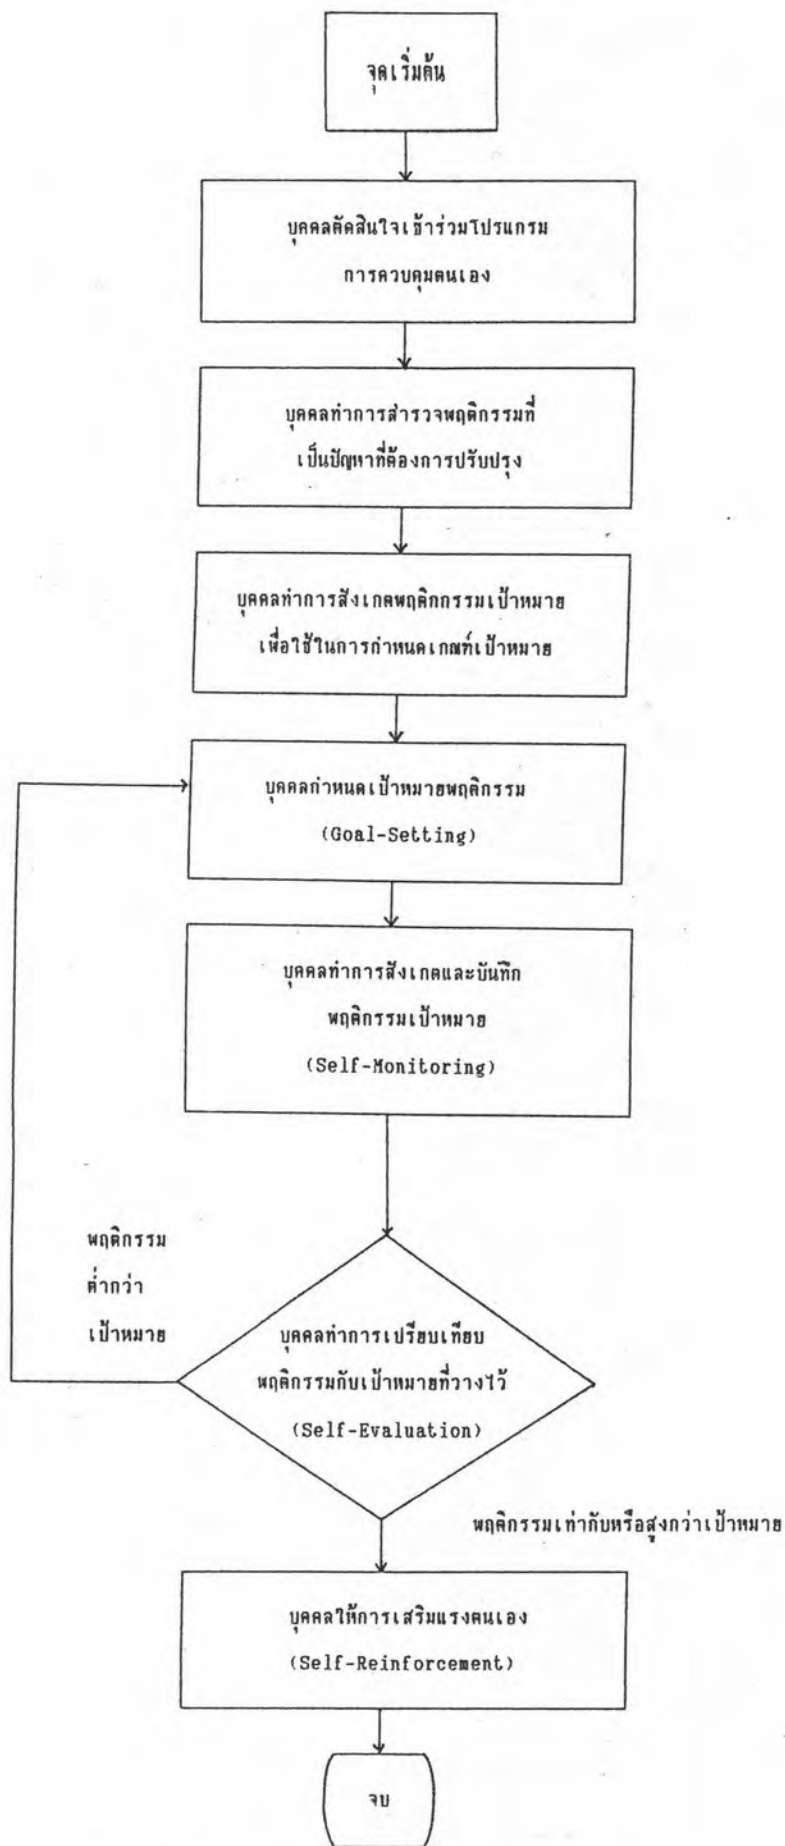 จุดเริ่มต้น
บุคคลตัดสินใจเข้าร่วมโปรแกรม
การควบคุมตนเอง
บุคคลทำการสำรวจพฤติกรรมที่
เป็นปัญหาที่ต้องการปรับปรุง
บุคคลทำการสังเกตพฤติกกรรมเป้าหมาย
เพื่อใช้ในการกำหนดเกณฑ์เป้าหมาย
บุคคลกำหนดเป้าหมายพฤติกรรม
(Goal-Setting)
บุคคลทำการสังเกตและบันทึก
พฤติกรรมเป้าหมาย
(Self-Monitoring)
พฤติกรรม
ต่ำกว่า
เป้าหมาย
บุคคลทำการเปรียบเทียบ
พฤติกรรมกับเป้าหมายที่วางไว้
(Self-Evaluation)
พฤติกรรมเท่ากับหรือสูงกว่าเป้าหมาย
บุคคลให้การเสริมแรงตนเอง
(Self-Reinforcement)
จบ